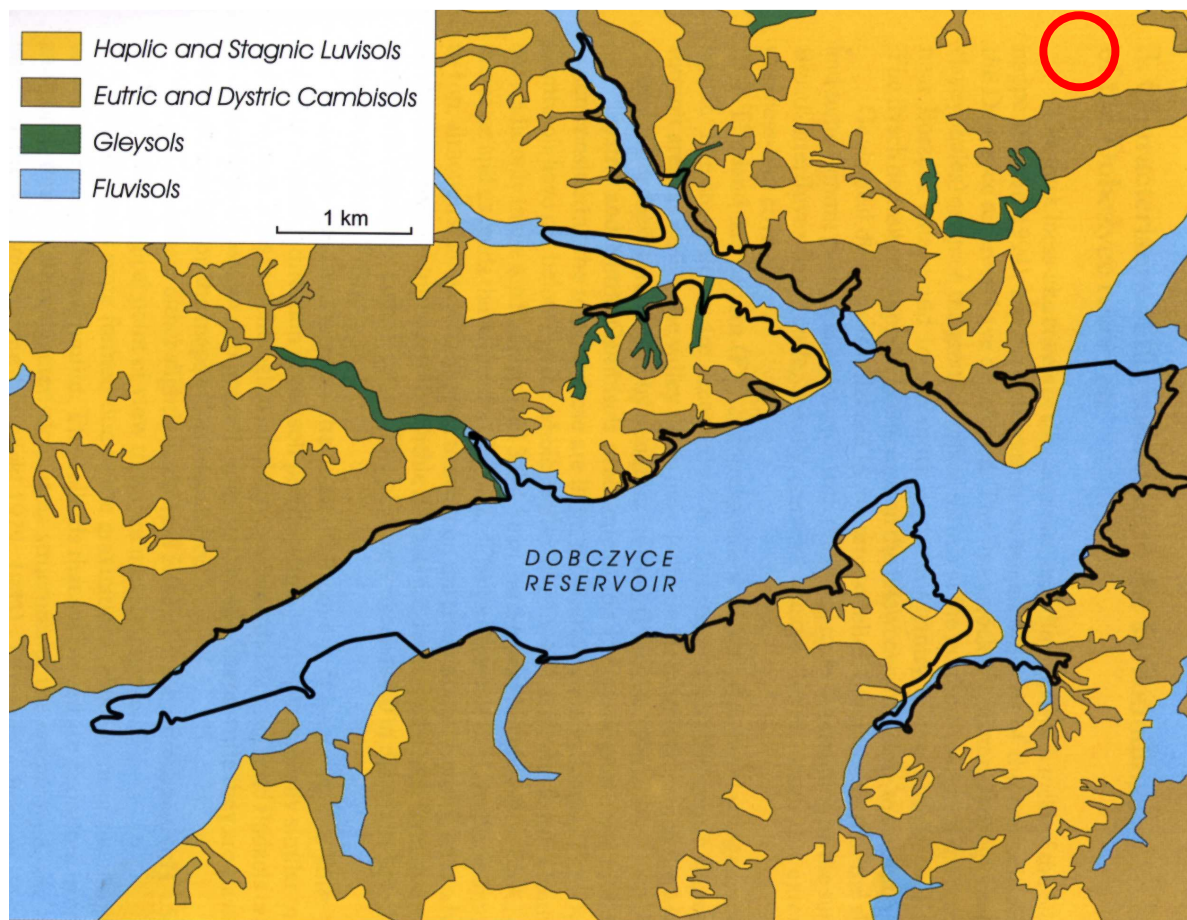 Haplic and Stagnic Luvisols
Eutric and Dystric Cambisols
Gleysols
Fluvisols
1 km
DOBCZYCE
RESERVOIR